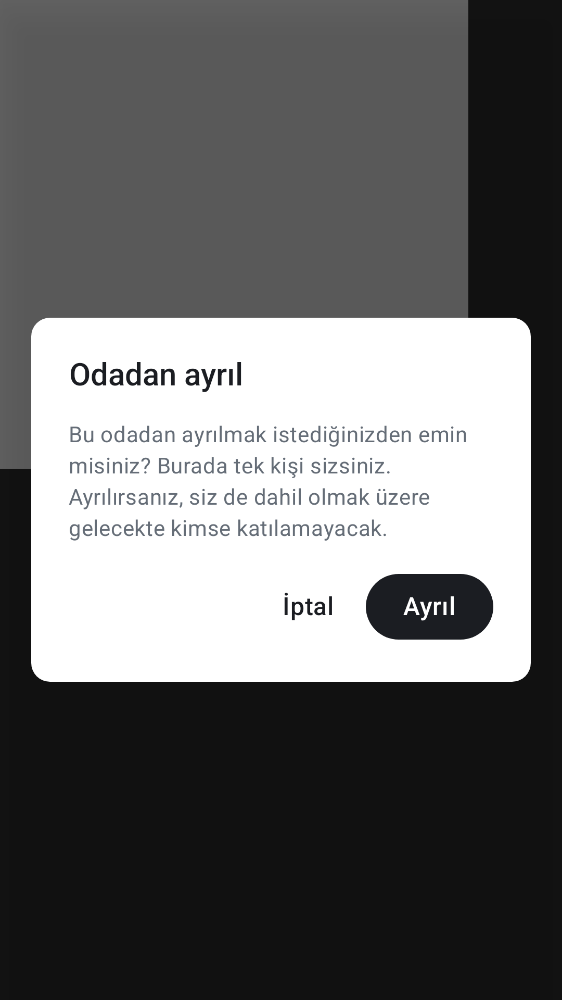 Odadan ayrıl
Bu odadan ayrılmak istediğinizden emin
misiniz? Burada tek kişi sizsiniz.
Ayrılırsanız, siz de dahil olmak üzere
gelecekte kimse katılamayacak.
İptal
Ayrıl